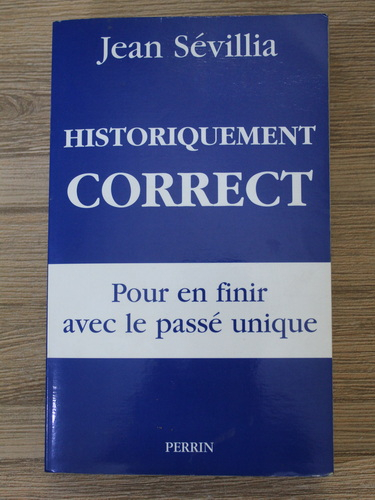 Jean Sévillia
HISTORIQUEMENT
CORRECT
Pour en finir
avec le passé unique
PERRIN